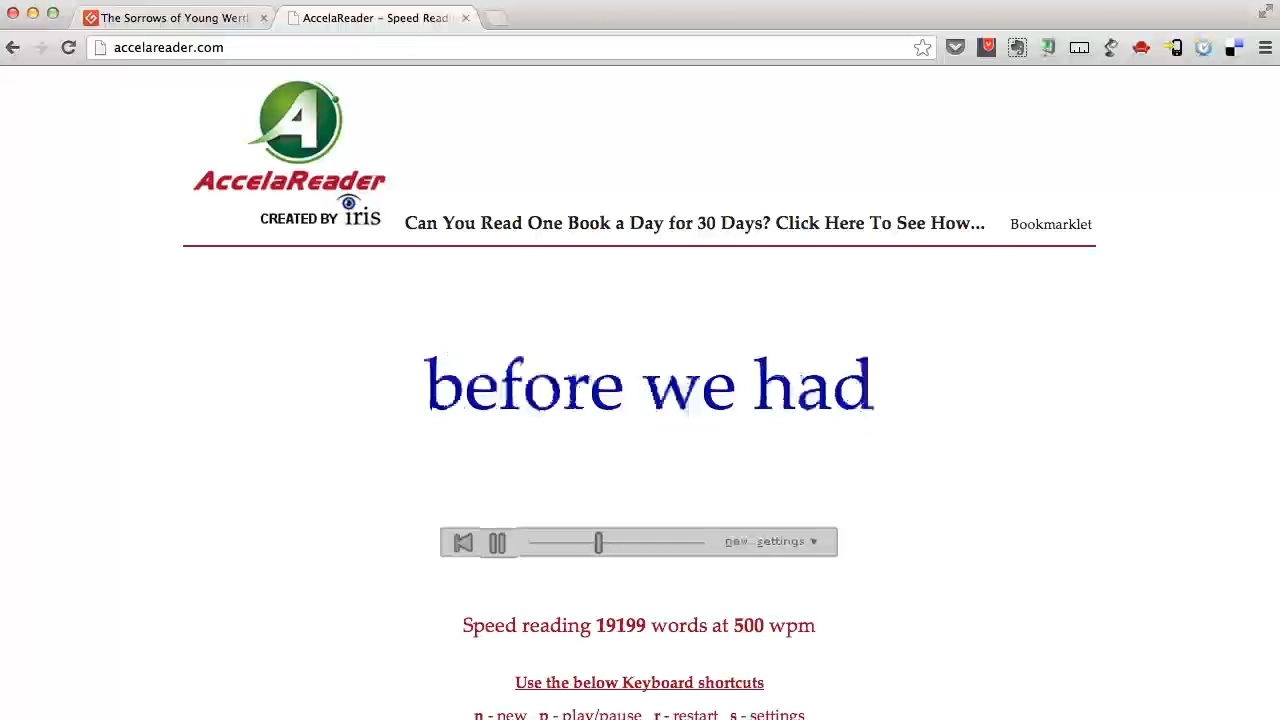 The Sorrows of Young Wert
AccelaReader – Speed Read
accelareader.com
A
AccelaReader
CREATED BY iris
Can You Read One Book a Day for 30 Days? Click Here To See How... Bookmarklet
before we had
new settings ▼
Speed reading 19199 words at 500 wpm
Use the below Keyboard shortcuts
n - new p - play/pause r - restart s - settings